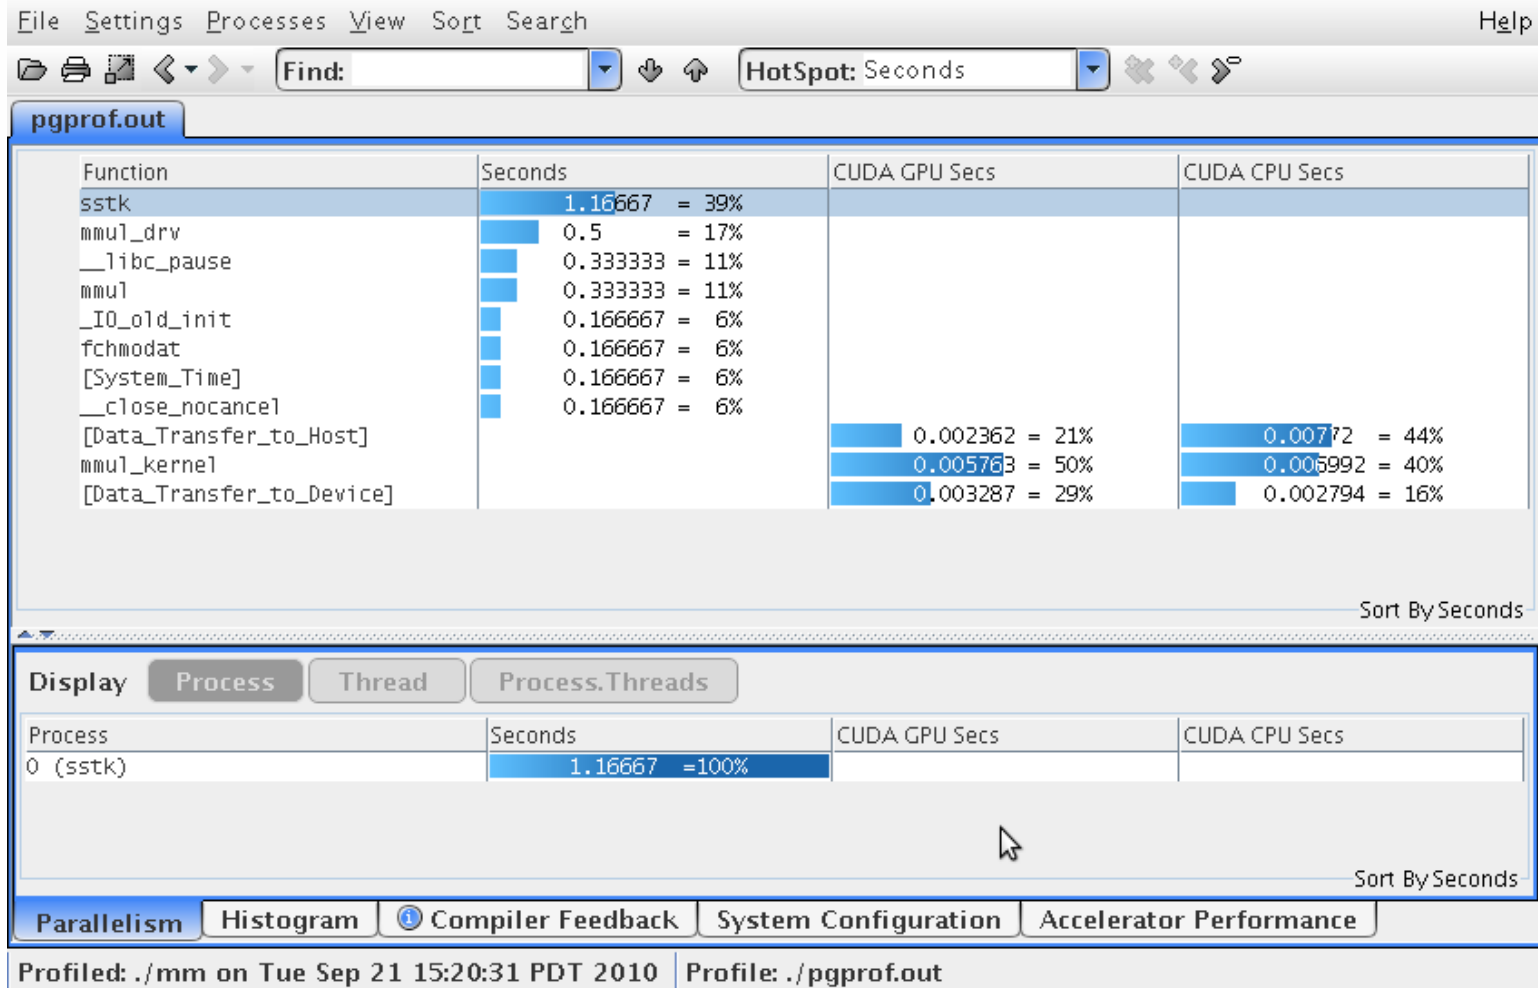 File Settings Processes View Sort Search Help
Find: HotSpot: Seconds
pgprof.out
Function Seconds CUDA GPU Secs CUDA CPU Secs
sstk 1.16667 = 39%
mmul_drv 0.5 = 17%
__libc_pause 0.333333 = 11%
mmul 0.333333 = 11%
_IO_old_init 0.166667 = 6%
fchmodat 0.166667 = 6%
[System_Time] 0.166667 = 6%
__close_nocancel 0.166667 = 6%
[Data_Transfer_to_Host] 0.002362 = 21% 0.00772 = 44%
mmul_kernel 0.005763 = 50% 0.006992 = 40%
[Data_Transfer_to_Device] 0.003287 = 29% 0.002794 = 16%
Sort By Seconds
Display Process Thread Process.Threads
Process Seconds CUDA GPU Secs CUDA CPU Secs
0 (sstk) 1.16667 =100%
Sort By Seconds
Parallelism Histogram Compiler Feedback System Configuration Accelerator Performance
Profiled: ./mm on Tue Sep 21 15:20:31 PDT 2010 Profile: ./pgprof.out